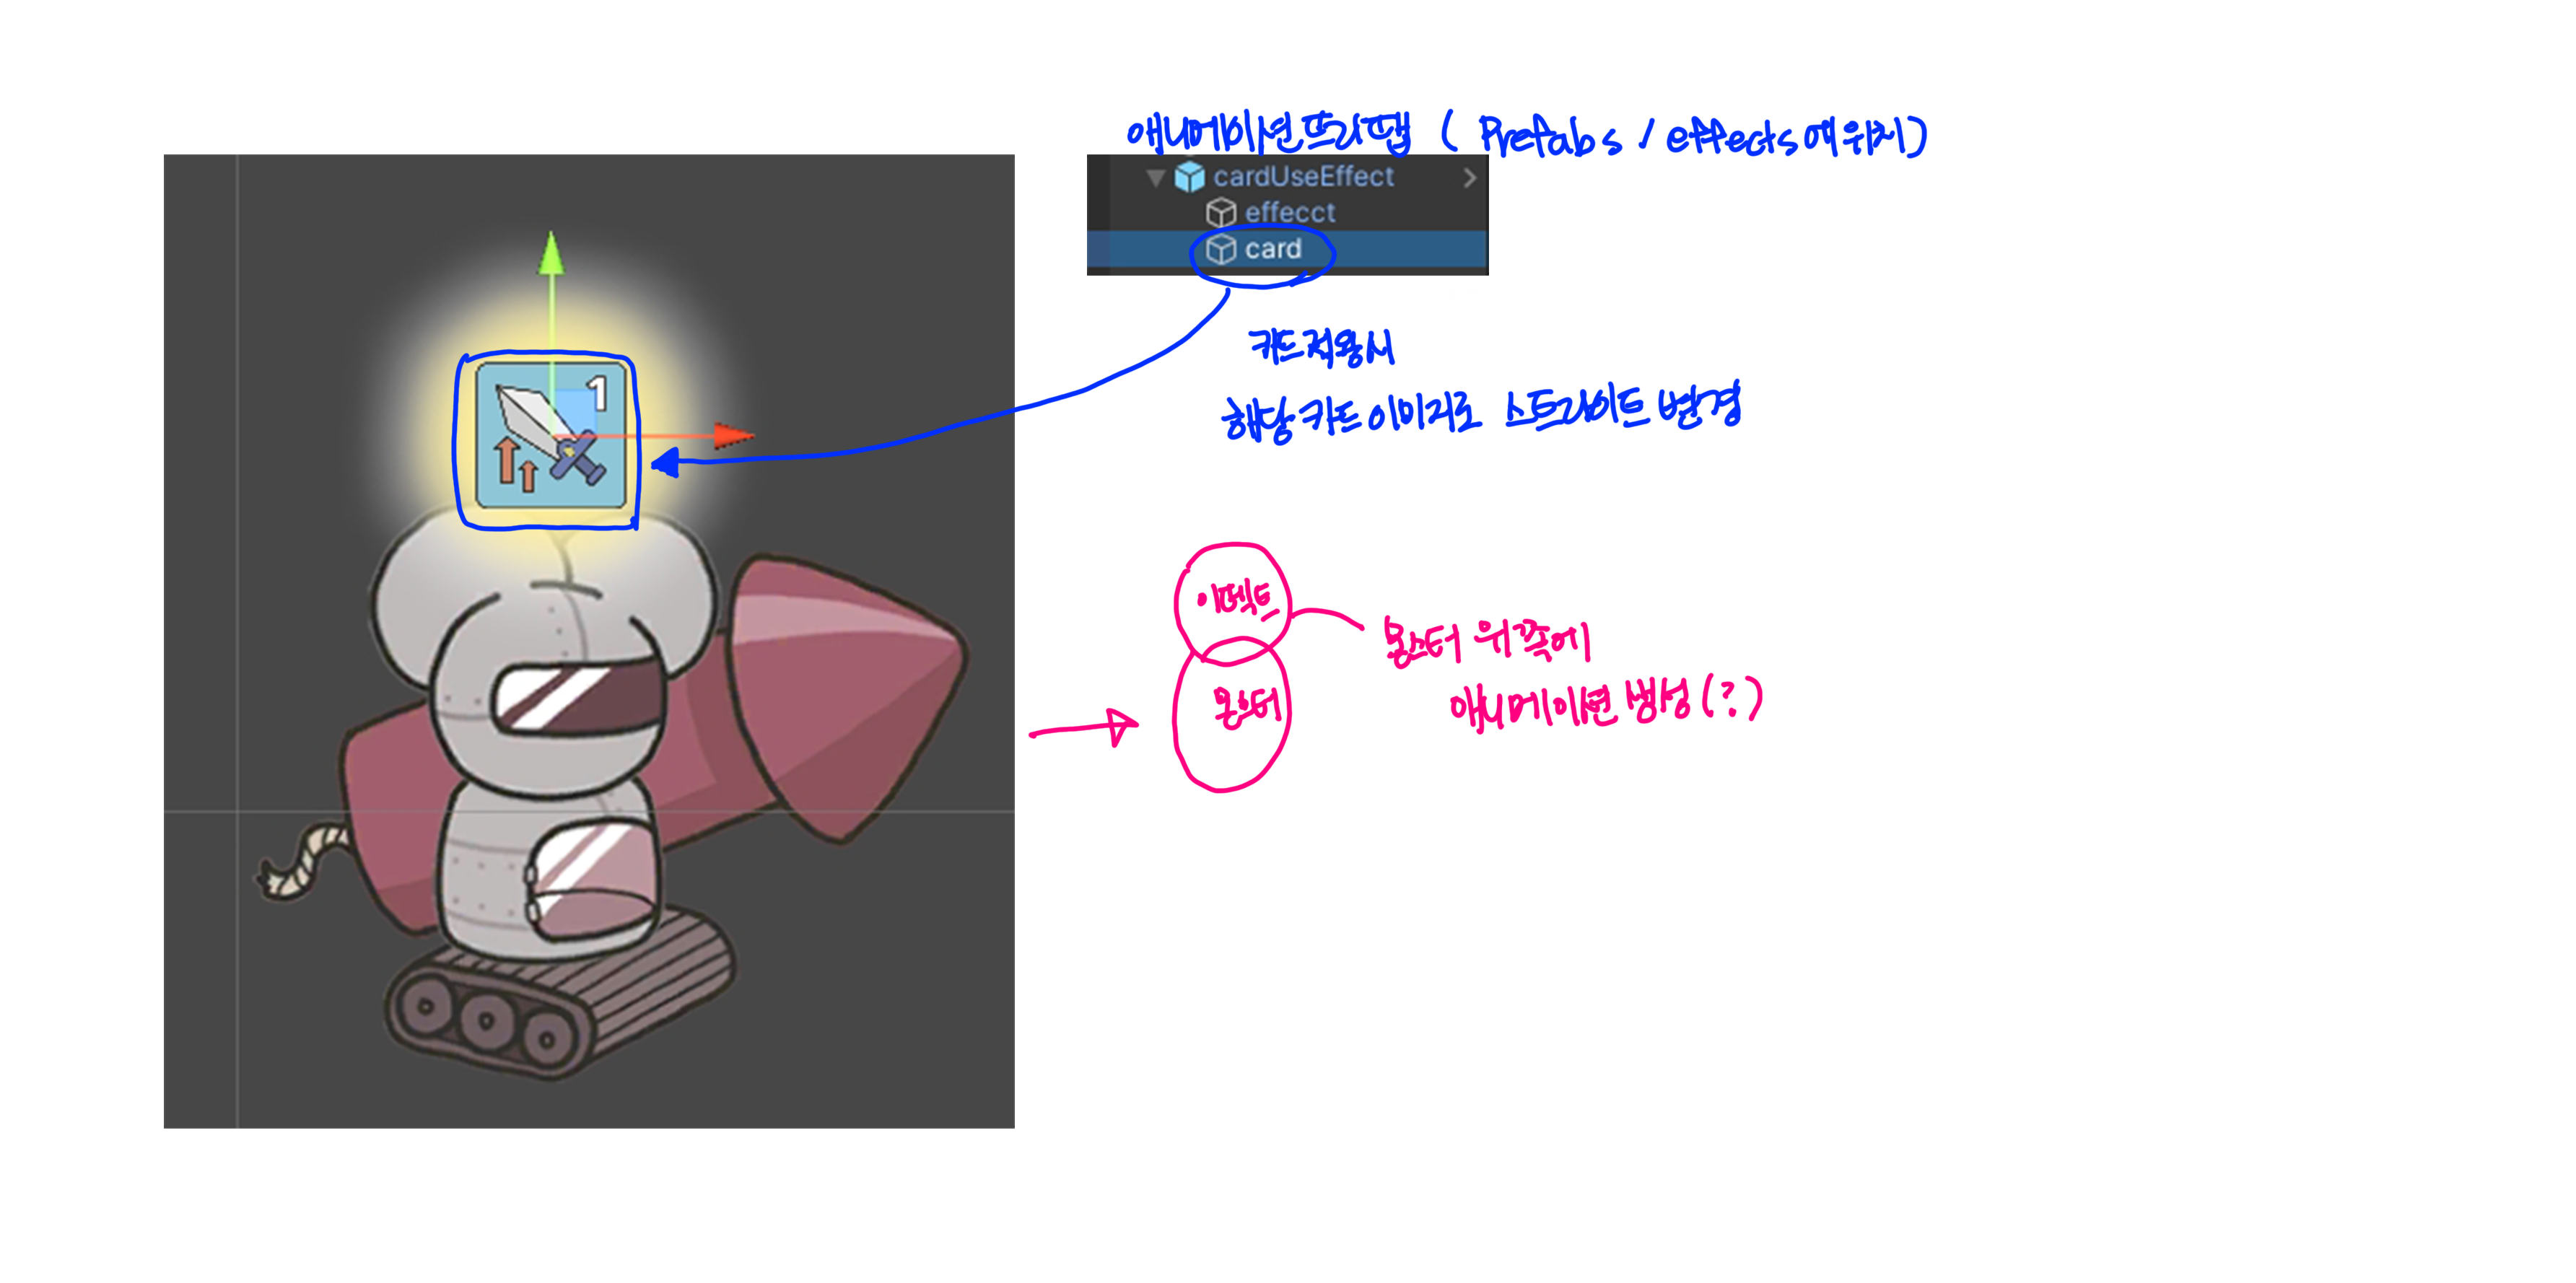 애니메이션프리팹 ( Prefabs / effects에 위치)
cardUseEffect
effecct
card
카드적용시
해당카드이미지로 스프라이트 변경
1
이펙트
몬스터
몬스터 위쪽에
애니메이션 생성(?)